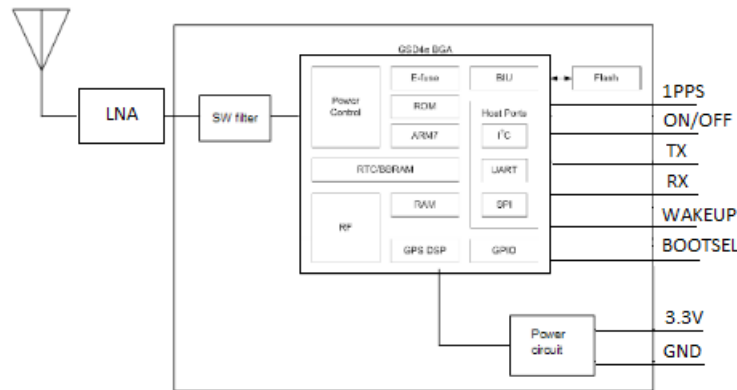 GSD4e BGA
E-fuse
BIU
Flash
Power
Control
ROM
Host Ports
1PPS
LNA
SW filter
ARM7
I²C
ON/OFF
TX
RTC/BBRAM
UART
RX
RF
RAM
SPI
WAKEUP
GPS DSP
GPIO
BOOTSEL
Power
circuit
3.3V
GND